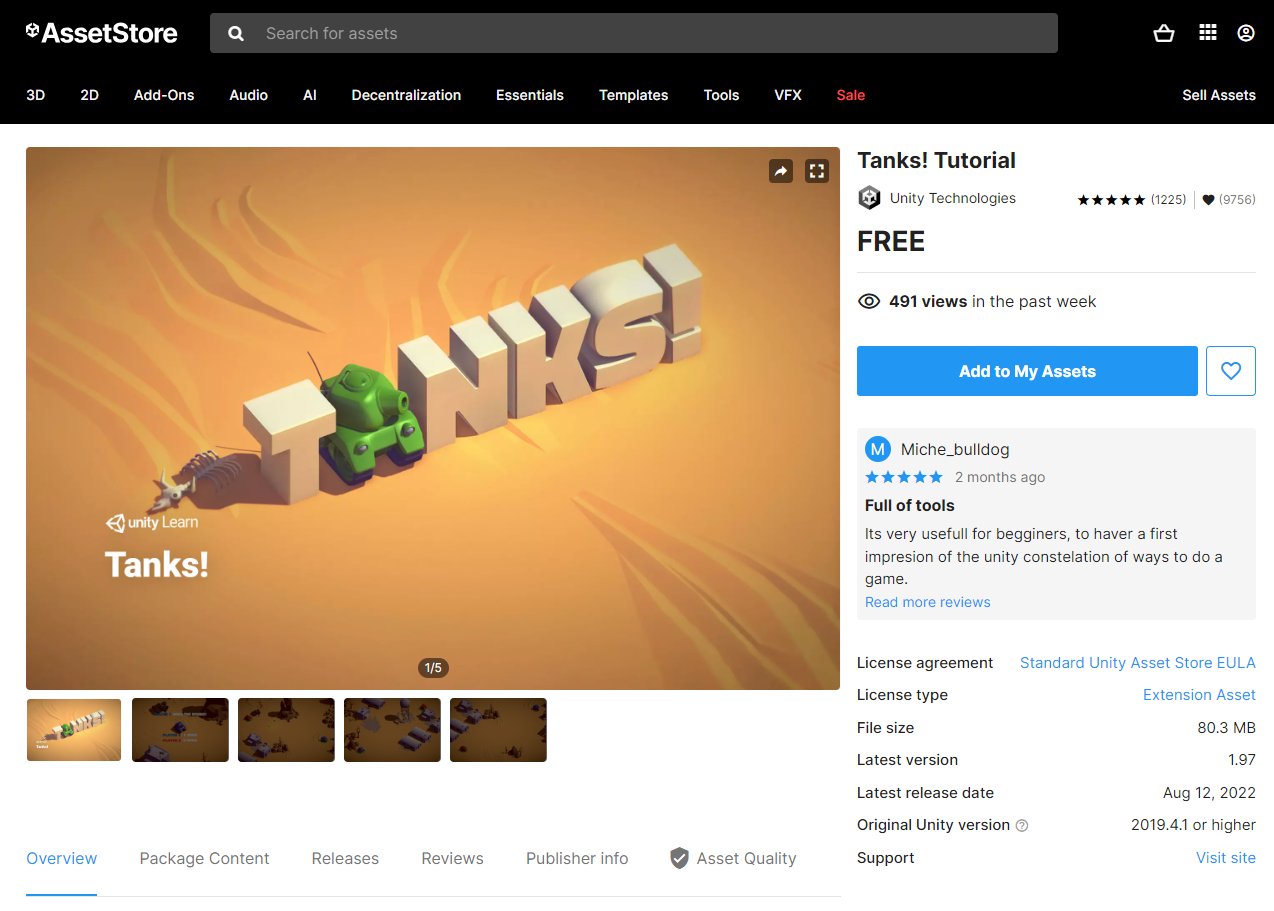 AssetStore
Search for assets
3D 2D Add-Ons Audio AI Decentralization Essentials Templates Tools VFX Sale Sell Assets
TANKS!
unity Learn
Tanks!
1/5
Overview Package Content Releases Reviews Publisher info Asset Quality
Tanks! Tutorial
Unity Technologies (1225) (9756)
FREE
491 views in the past week
Add to My Assets
M Miche_bulldog
2 months ago
Full of tools
Its very usefull for begginers, to haver a first
impresion of the unity constelation of ways to do a
game.
Read more reviews
License agreement Standard Unity Asset Store EULA
License type Extension Asset
File size 80.3 MB
Latest version 1.97
Latest release date Aug 12, 2022
Original Unity version ? 2019.4.1 or higher
Support Visit site